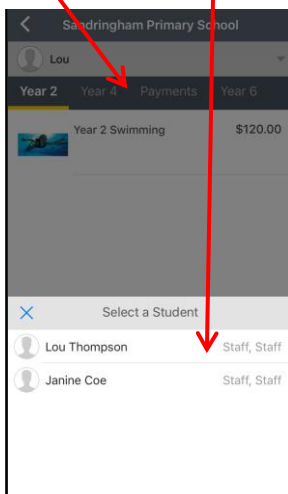 Sandringham Primary School
Lou
Year 2 Year 4 Payments Year 6
Year 2 Swimming $120.00
Select a Student
Lou Thompson Staff, Staff
Janine Coe Staff, Staff